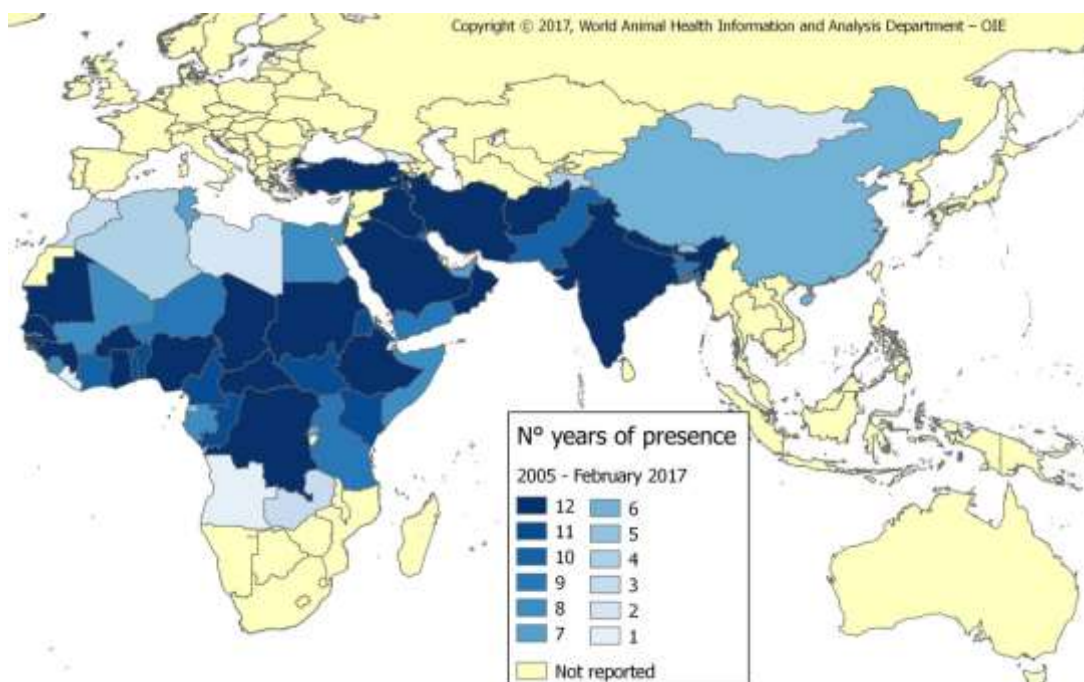 Copyright © 2017, World Animal Health Information and Analysis Department – OIE
N° years of presence
2005 - February 2017
12 6
11 5
10 4
9 3
8 2
7 1
Not reported